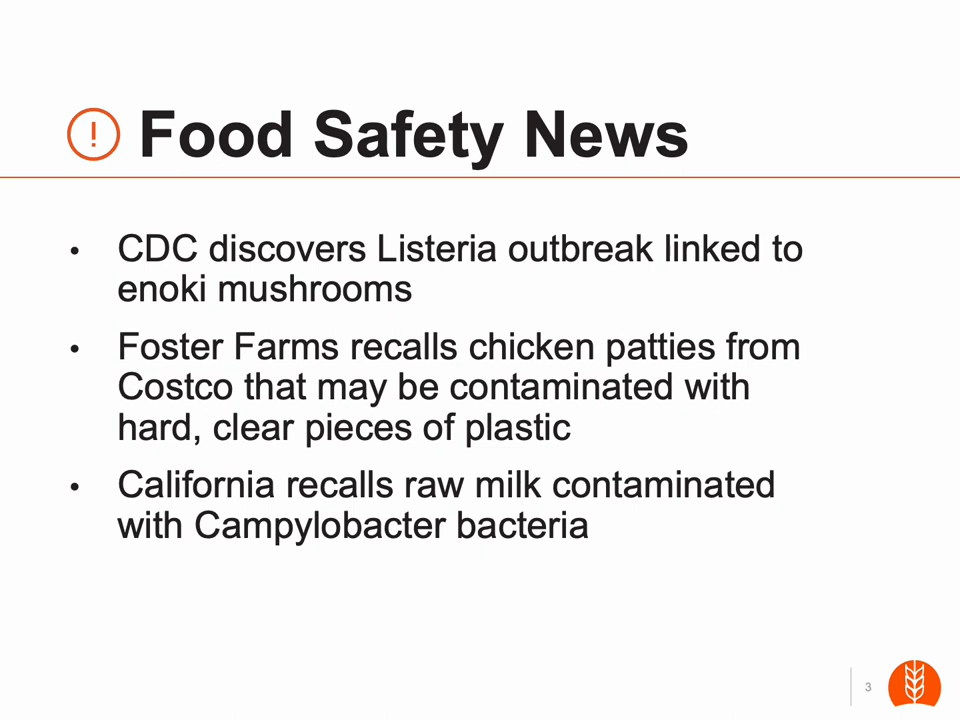 ! Food Safety News
• CDC discovers Listeria outbreak linked to
enoki mushrooms
• Foster Farms recalls chicken patties from
Costco that may be contaminated with
hard, clear pieces of plastic
• California recalls raw milk contaminated
with Campylobacter bacteria
3